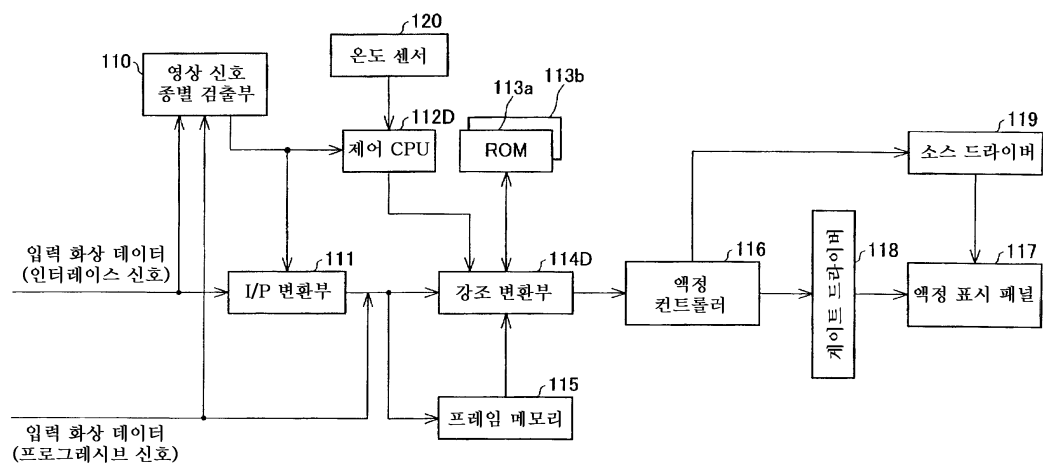 120
온도 센서
110
영상 신호
종별 검출부
113b
113a
112D
제어 CPU
ROM
119
소스 드라이버
입력 화상 데이터
(인터레이스 신호)
111
I/P 변환부
114D
강조 변환부
116
액정
컨트롤러
118
게이트 드라이버
117
액정 표시 패널
115
프레임 메모리
입력 화상 데이터
(프로그레시브 신호)